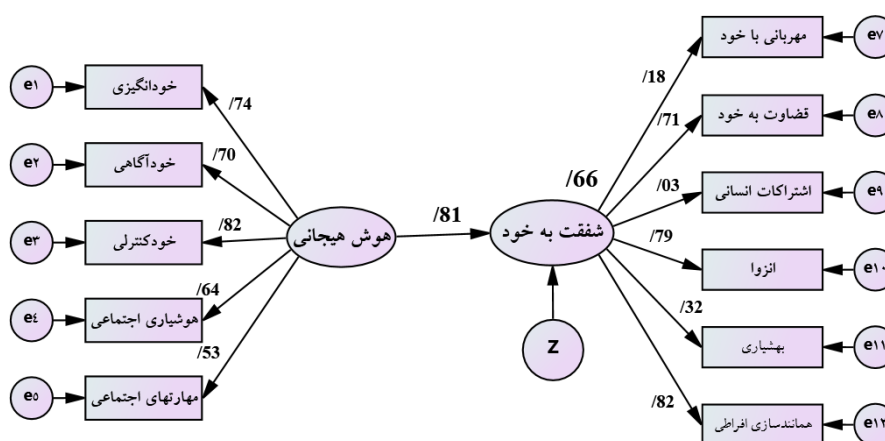 e۱
خودانگیزی
/74
e۲
خودآگاهی
/70
e۳
خودکنترلی
/82
e٤
هوشیاری اجتماعی
/64
e٥
مهارتهای اجتماعی
/53
هوش هیجانی
/81
/66
شفقت به خود
Z
/18
مهربانی با خود
e۷
/71
قضاوت به خود
e۸
/03
اشتراکات انسانی
e۹
/79
انزوا
e۱۰
/32
بهشیاری
e۱۱
/82
همانندسازی افراطی
e۱۲